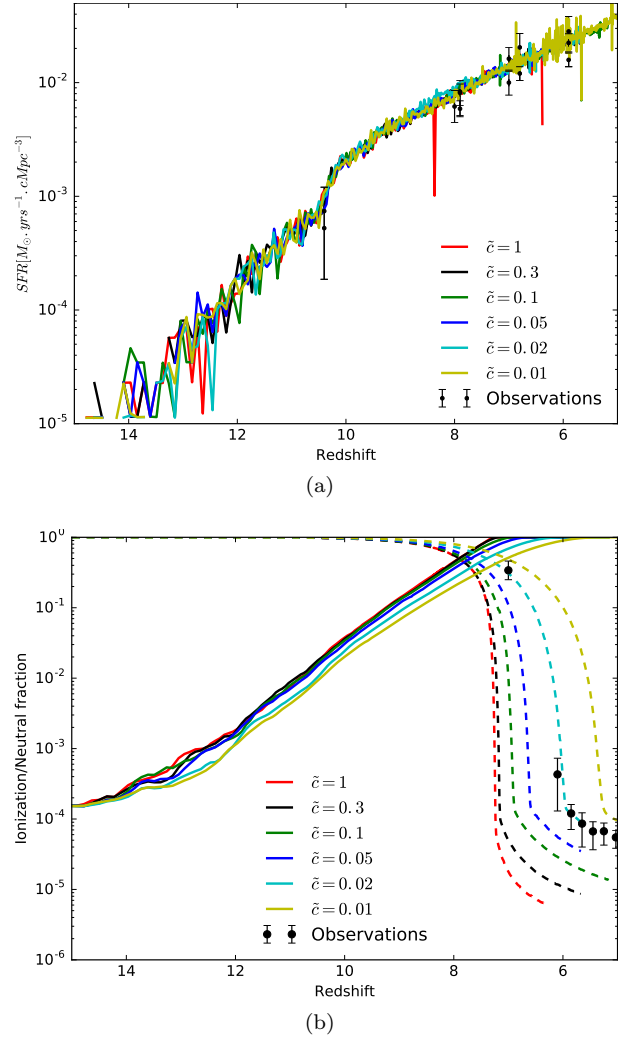 10^{-2}
10^{-3}
10^{-4}
10^{-5}
SFR[M_⊙.yrs^{-1}.cMpc^{-3}]
c̃ = 1
c̃ = 0.3
c̃ = 0.1
c̃ = 0.05
c̃ = 0.02
c̃ = 0.01
Observations
14 12 10 8 6
Redshift
(a)
10^0
10^{-1}
10^{-2}
10^{-3}
10^{-4}
10^{-5}
10^{-6}
Ionization/Neutral fraction
c̃ = 1
c̃ = 0.3
c̃ = 0.1
c̃ = 0.05
c̃ = 0.02
c̃ = 0.01
Observations
14 12 10 8 6
Redshift
(b)